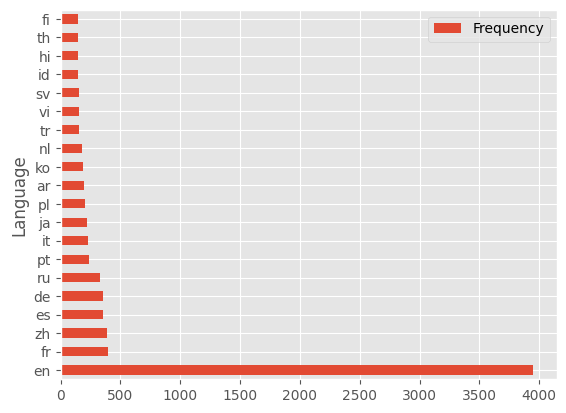 fi
th
hi
id
sv
vi
tr
nl
ko
ar
pl
ja
it
pt
ru
de
es
zh
fr
en
Language
Frequency
0 500 1000 1500 2000 2500 3000 3500 4000